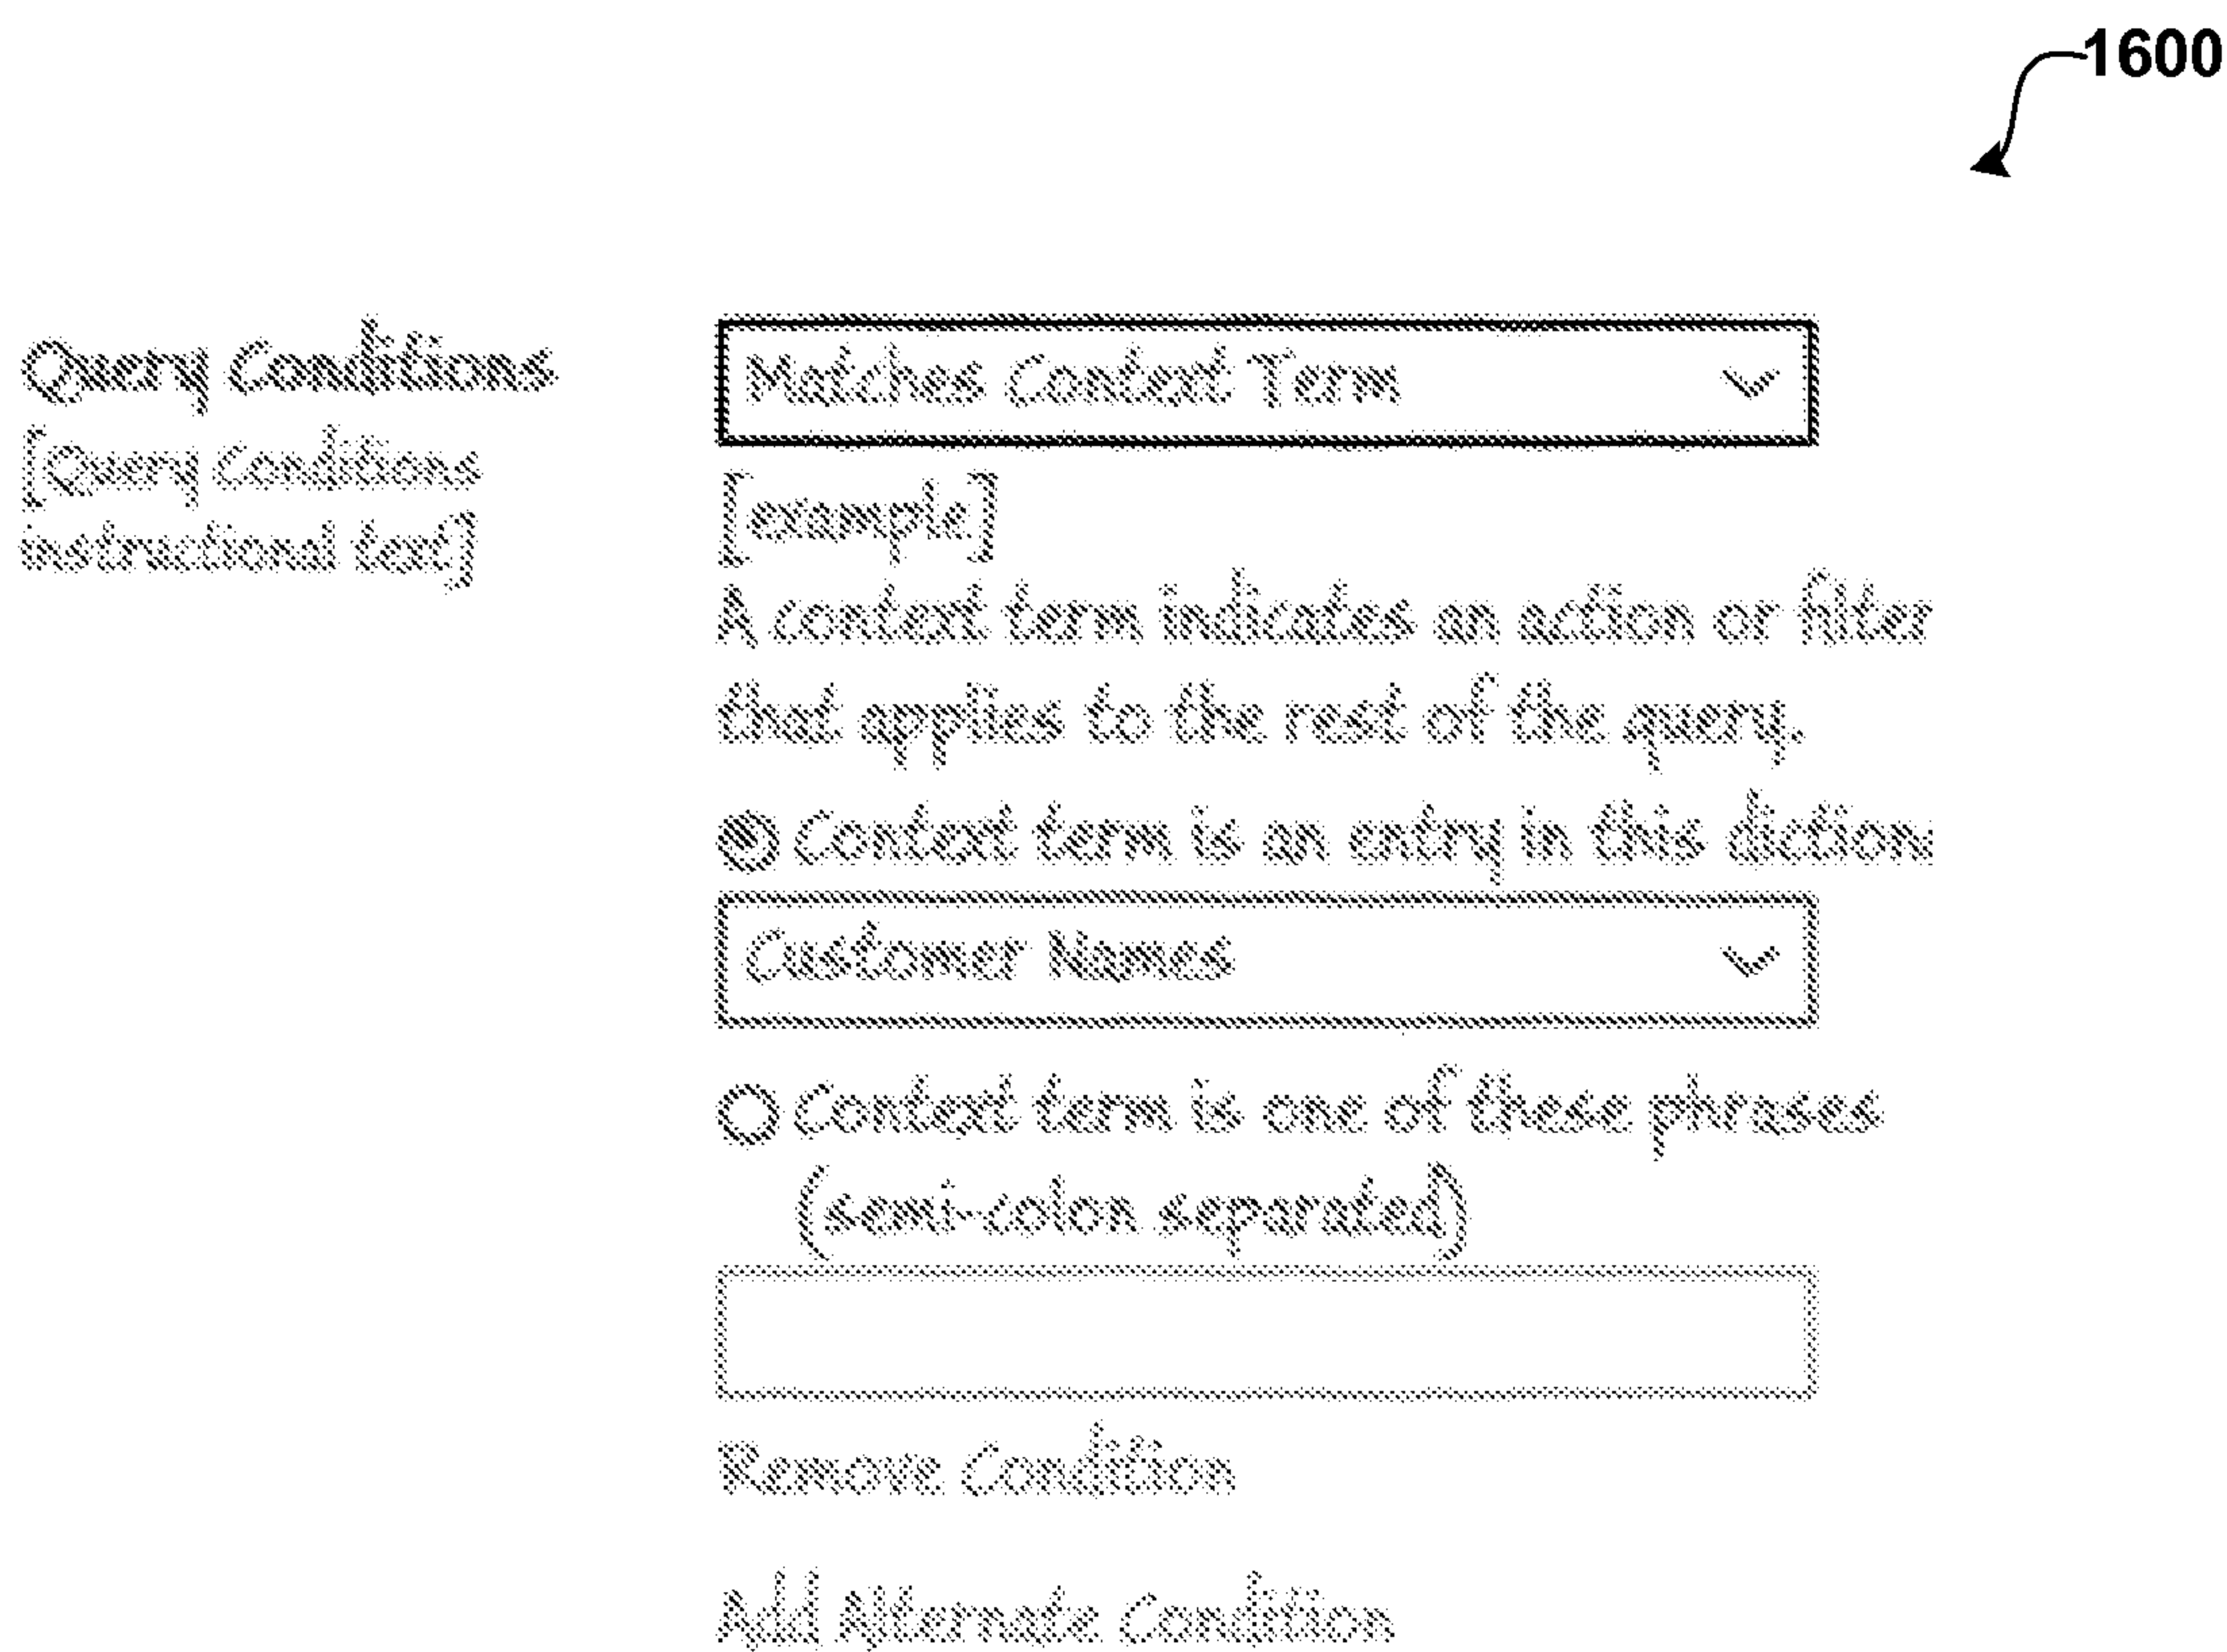 1600
Query Conditions
[Query Conditions
instructional text]
Matches Context Term
[example]
A context term indicates an action or filter
that applies to the rest of the query.
Context term is an entry in this diction
Customer Names
Context term is one of these phrases
(semi-colon separated)
Remove Condition
Add Alternate Condition